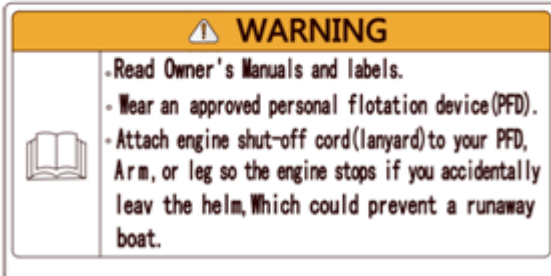 WARNING
◦Read Owner's Manuals and labels.
◦Wear an approved personal flotation device(PFD).
◦Attach engine shut-off cord(lanyard)to your PFD,
Arm, or leg so the engine stops if you accidentally
leav the helm,Which could prevent a runaway
boat.